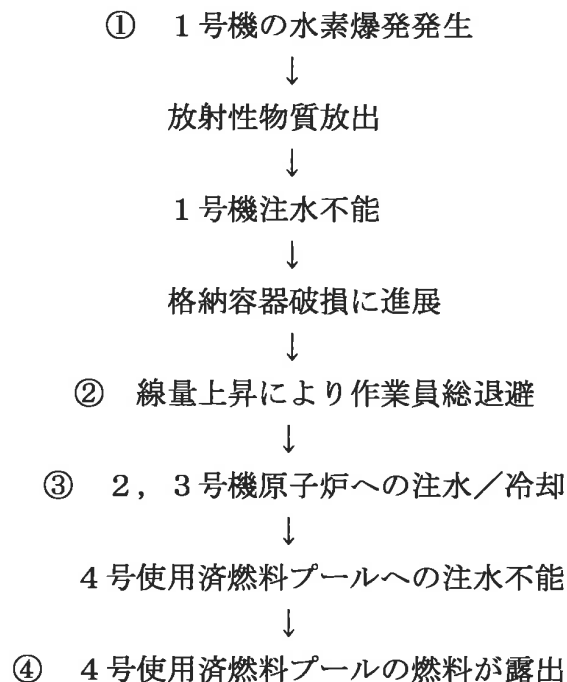 ① １号機の水素爆発発生
↓
放射性物質放出
↓
１号機注水不能
↓
格納容器破損に進展
↓
② 線量上昇により作業員総退避
↓
③ ２，３号機原子炉への注水／冷却
↓
４号使用済燃料プールへの注水不能
↓
④ ４号使用済燃料プールの燃料が露出